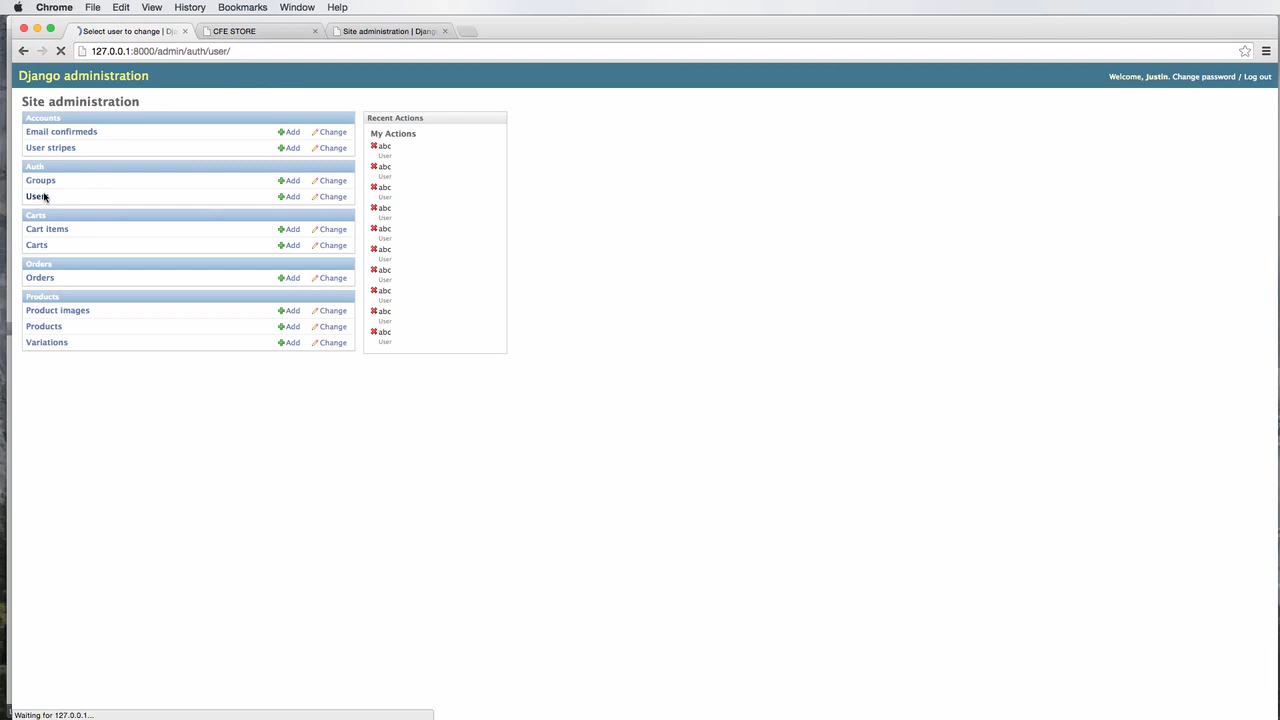 Chrome File Edit View History Bookmarks Window Help
Select user to change | Dja
CFE STORE
Site administration | Djang
127.0.0.1:8000/admin/auth/user/
Django administration
Welcome, Justin. Change password / Log out
Site administration
Accounts
Email confirmeds Add Change
User stripes Add Change
Auth
Groups Add Change
Users Add Change
Carts
Cart items Add Change
Carts Add Change
Orders
Orders Add Change
Products
Product images Add Change
Products Add Change
Variations Add Change
Recent Actions
My Actions
abc
User
abc
User
abc
User
abc
User
abc
User
abc
User
abc
User
abc
User
abc
User
abc
User
Waiting for 127.0.0.1...